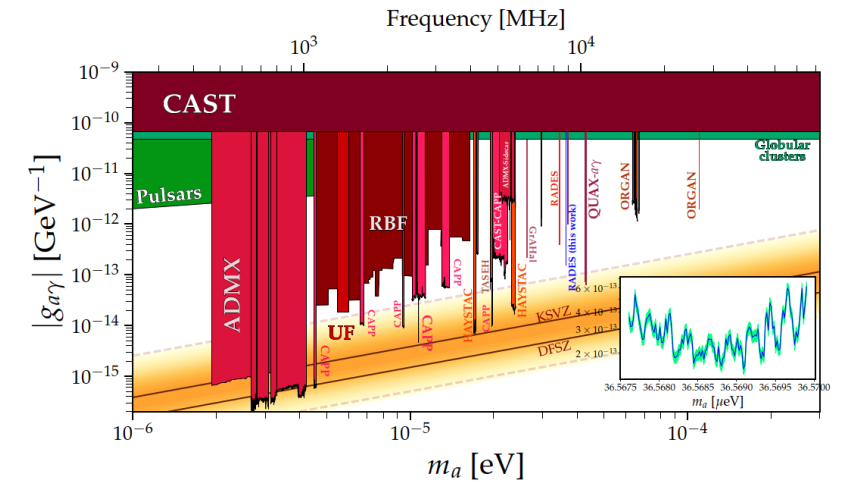 Frequency [MHz]
10³ 10⁴
10⁻⁹
10⁻¹⁰
10⁻¹¹
10⁻¹²
10⁻¹³
10⁻¹⁴
10⁻¹⁵
|g_{aγ}| [GeV⁻¹]
CAST
Globular
clusters
Pulsars
ADMX
RBF
UF
CAPP
CAPP
CAPP
CAPP
CAPP
HAYSTAC
CAPP
TASEH
CAST-CAPP
ADMX-Sidecar
HAYSTAC
GrAHal
RADES
RADES (this work)
QUAX-aγ
ORGAN
ORGAN
KSVZ
DFSZ
6 × 10⁻¹³
4 × 10⁻¹³
3 × 10⁻¹³
2 × 10⁻¹³
36.5675 36.5680 36.5685 36.5690 36.5695 36.5700
mₐ [μeV]
10⁻⁶ 10⁻⁵ 10⁻⁴
mₐ [eV]